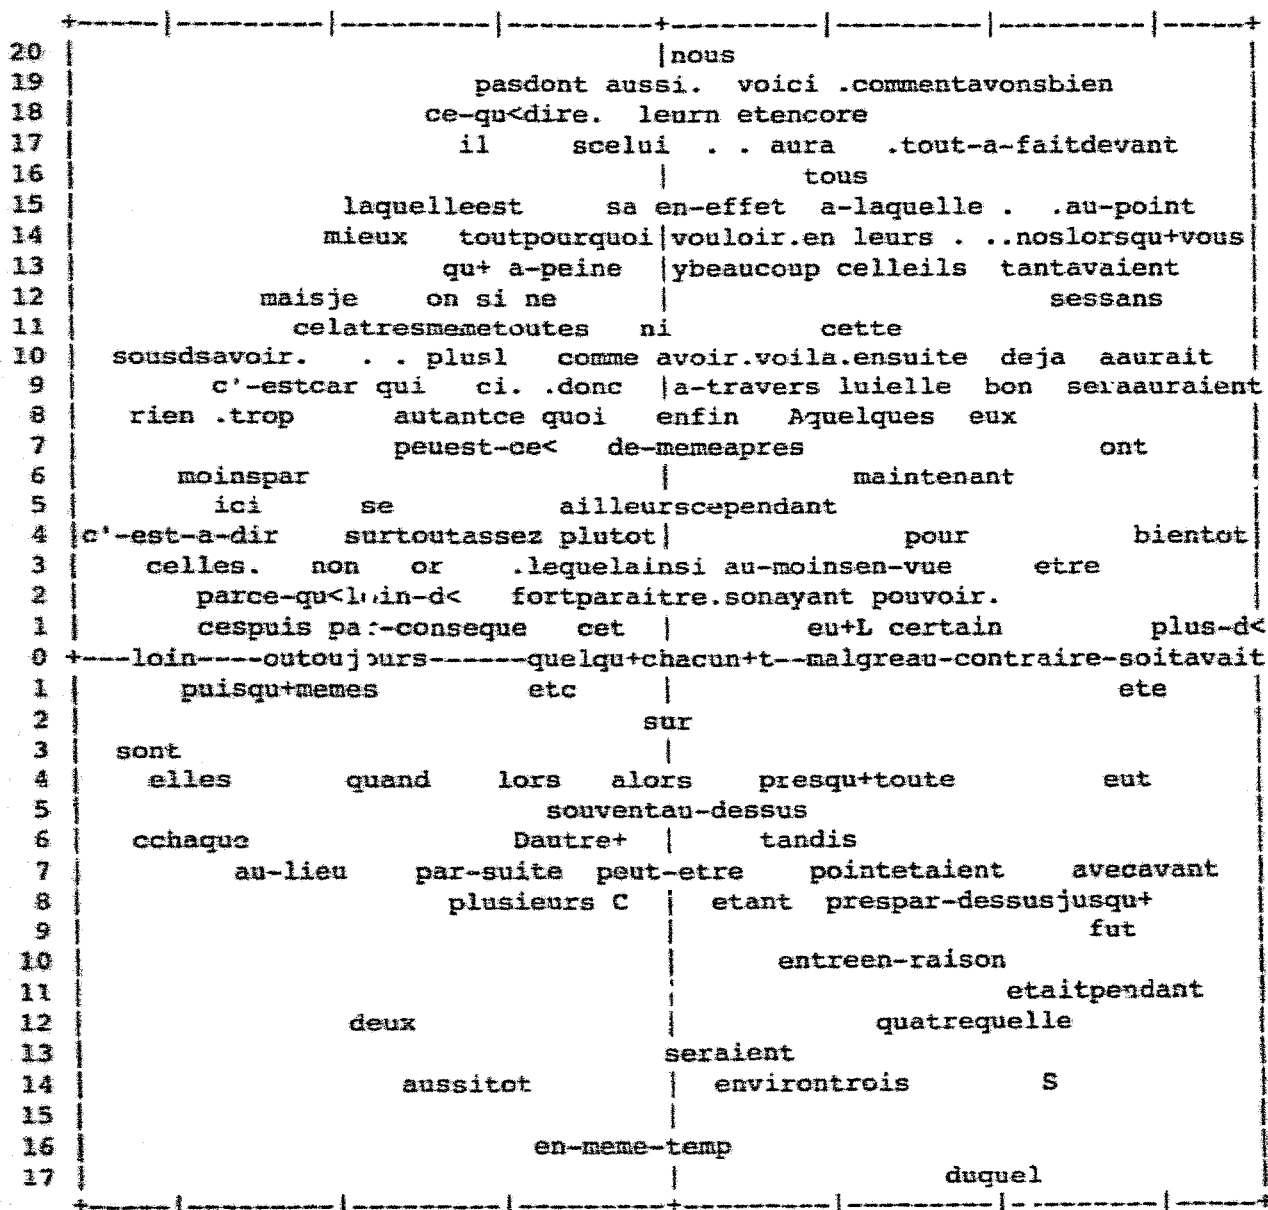 +-----|---------|---------|---------+---------|---------|---------|-----+
20 | |nous |
19 | pasdont aussi. voici .commentavonsbien |
18 | ce-qu<dire. leurn etencore |
17 | il scelui . . aura .tout-a-faitdevant |
16 | | tous |
15 | laquelleest sa en-effet a-laquelle . .au-point |
14 | mieux toutpourquoi|vouloir.en leurs . ..noslorsqu+vous|
13 | qu+ a-peine |ybeaucoup celleils tantavaient |
12 | maisje on si ne | sessans |
11 | celatresmemetoutes ni cette |
10 | sousdsavoir. . . plusl comme avoir.voila.ensuite deja aaurait |
9 | c'-estcar qui ci. .donc |a-travers luielle bon seraauraient
8 | rien .trop autantce quoi enfin Aquelques eux |
7 | peuest-ce< de-memeapres ont |
6 | moinspar | maintenant |
5 | ici se ailleurscependant |
4 |c'-est-a-dir surtoutassez plutot| pour bientot|
3 | celles. non or .lequelainsi au-moinsen-vue etre |
2 | parce-qu<loin-d< fortparaitre.sonayant pouvoir. |
1 | cespuis par-conseque cet | eu+L certain plus-d<
0 +---loin----outoujours------quelqu+chacun+t--malgreau-contraire-soitavait
1 | puisqu+memes etc | ete |
2 | sur |
3 | sont | |
4 | elles quand lors alors presqu+toute eut |
5 | souventau-dessus |
6 | cchaque Dautre+ | tandis |
7 | au-lieu par-suite peut-etre pointetaient avecavant |
8 | plusieurs C | etant prespar-dessusjusqu+ |
9 | | fut |
10 | | entreen-raison |
11 | | etaitpendant |
12 | deux | quatrequelle |
13 | seraient |
14 | aussitot | environtrois S |
15 | | |
16 | en-meme-temp |
17 | | duquel |
+-----|---------|---------|---------+---------|---------|---------|-----+